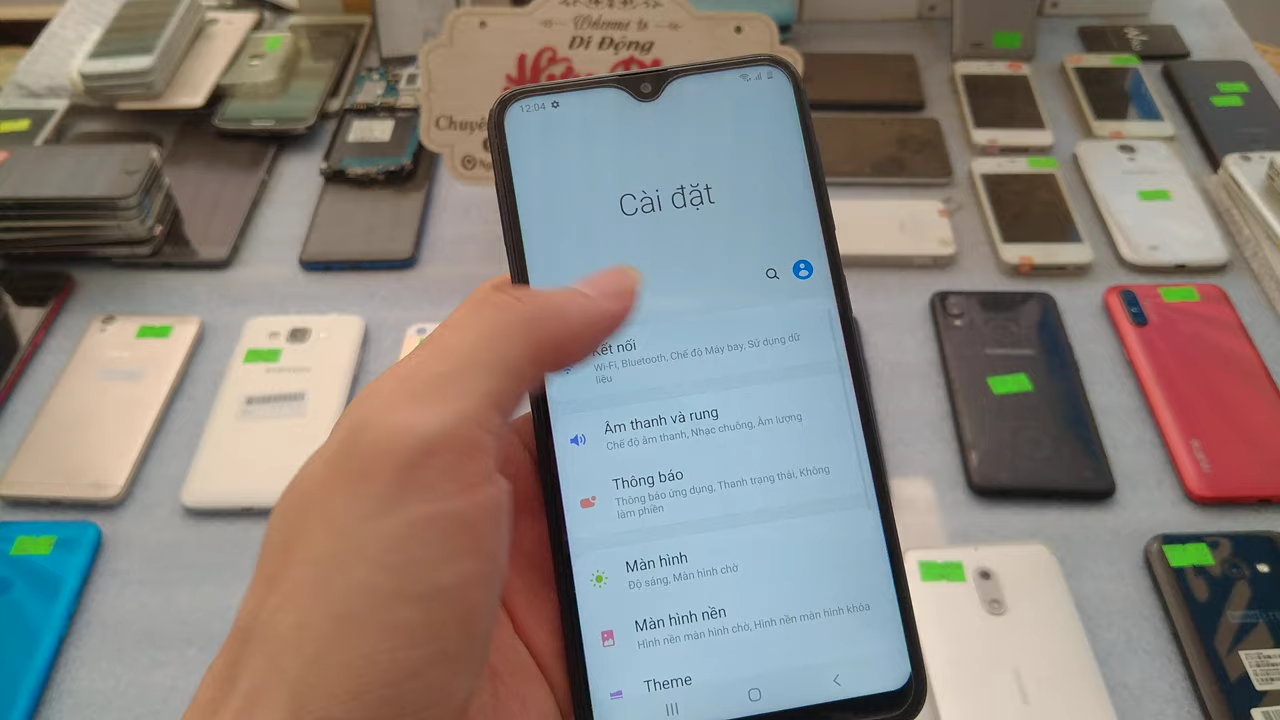 Welcome to
Di Động
Chuyê
12:04
Cài đặt
Kết nối
Wi-Fi, Bluetooth, Chế độ Máy bay, Sử dụng dữ
liệu
Âm thanh và rung
Chế độ âm thanh, Nhạc chuông, Âm lượng
Thông báo
Thông báo ứng dụng, Thanh trạng thái, Không
làm phiền
Màn hình
Độ sáng, Màn hình chờ
Màn hình nền
Hình nền màn hình chờ, Hình nền màn hình khóa
Theme